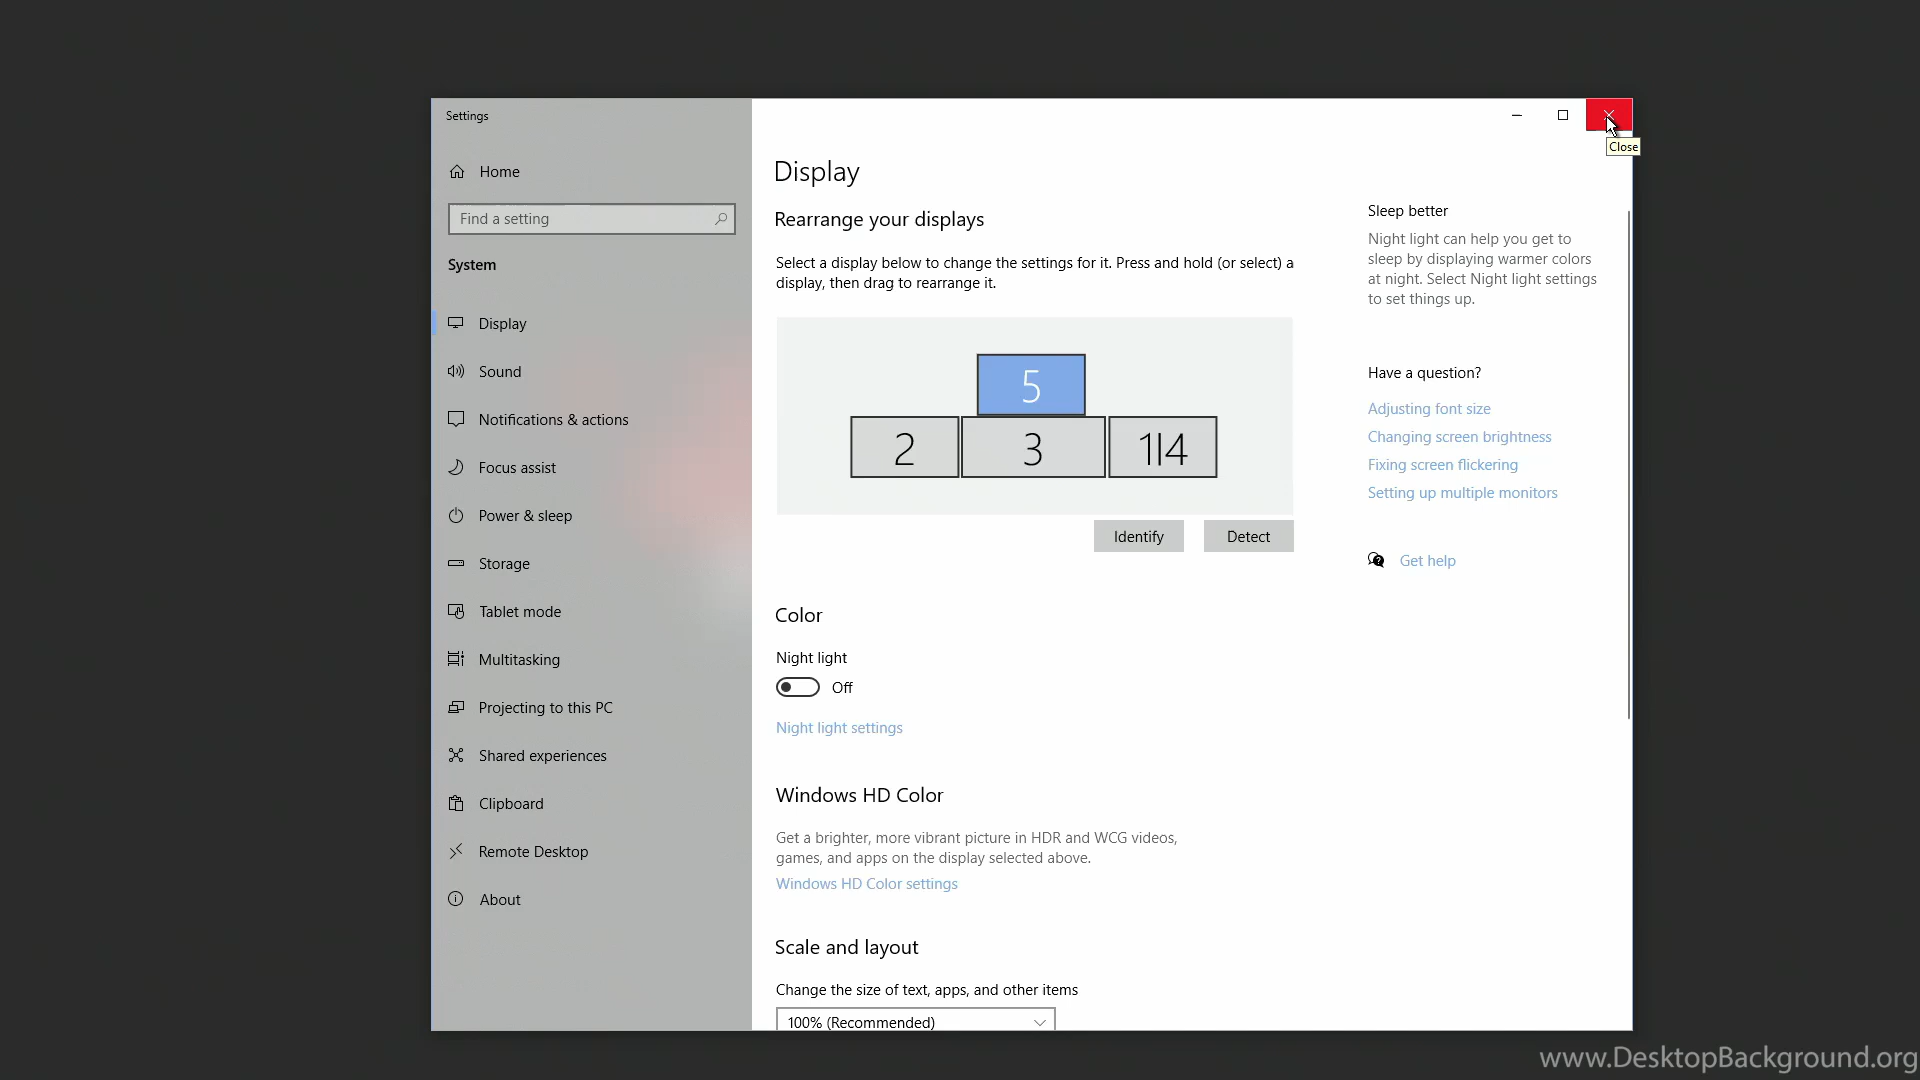 Settings
Close
Home
Find a setting
System
Display
Sound
Notifications & actions
Focus assist
Power & sleep
Storage
Tablet mode
Multitasking
Projecting to this PC
Shared experiences
Clipboard
Remote Desktop
About
Display
Rearrange your displays
Select a display below to change the settings for it. Press and hold (or select) a
display, then drag to rearrange it.
5
2
3
1|4
Identify
Detect
Color
Night light
Off
Night light settings
Windows HD Color
Get a brighter, more vibrant picture in HDR and WCG videos,
games, and apps on the display selected above.
Windows HD Color settings
Scale and layout
Change the size of text, apps, and other items
100% (Recommended)
Sleep better
Night light can help you get to
sleep by displaying warmer colors
at night. Select Night light settings
to set things up.
Have a question?
Adjusting font size
Changing screen brightness
Fixing screen flickering
Setting up multiple monitors
Get help
www.DesktopBackground.org